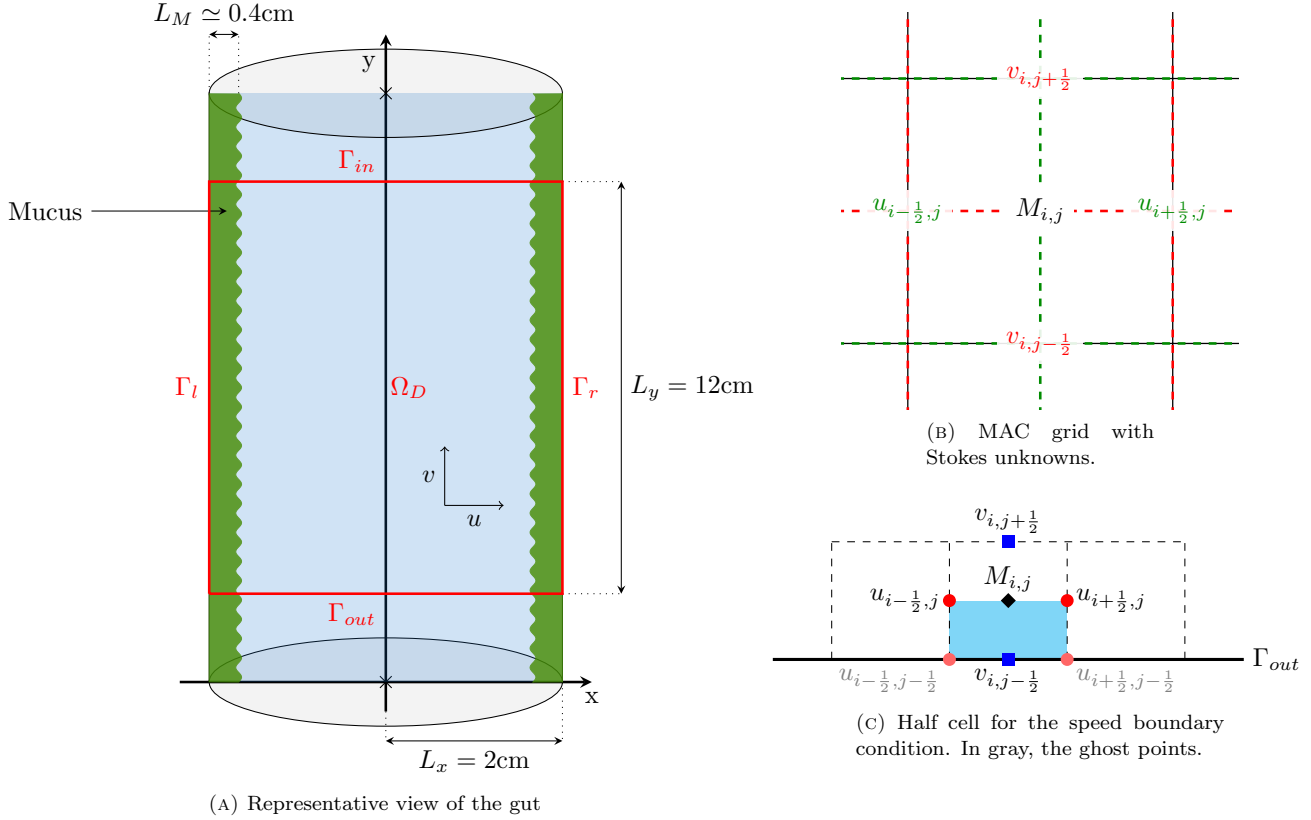 L_M ≃ 0.4cm
y
Γ_in
Mucus
Γ_l
Ω_D
Γ_r
L_y = 12cm
v
u
Γ_out
x
L_x = 2cm
(A) Representative view of the gut
v_{i,j+1/2}
u_{i−1/2,j}
M_{i,j}
u_{i+1/2,j}
v_{i,j−1/2}
(B) MAC grid with
Stokes unknowns.
v_{i,j+1/2}
M_{i,j}
u_{i−1/2,j}
u_{i+1/2,j}
Γ_out
u_{i−1/2,j−1/2}
v_{i,j−1/2}
u_{i+1/2,j−1/2}
(C) Half cell for the speed boundary
condition. In gray, the ghost points.